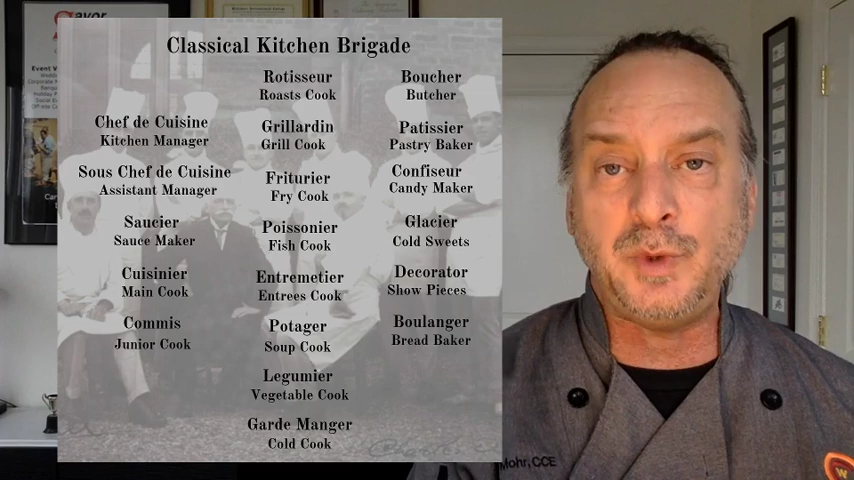 Classical Kitchen Brigade
Chef de Cuisine
Kitchen Manager
Sous Chef de Cuisine
Assistant Manager
Saucier
Sauce Maker
Cuisinier
Main Cook
Commis
Junior Cook
Rotisseur
Roasts Cook
Grillardin
Grill Cook
Friturier
Fry Cook
Poissonier
Fish Cook
Entremetier
Entrees Cook
Potager
Soup Cook
Legumier
Vegetable Cook
Garde Manger
Cold Cook
Boucher
Butcher
Patissier
Pastry Baker
Confiseur
Candy Maker
Glacier
Cold Sweets
Decorator
Show Pieces
Boulanger
Bread Baker
Mohr, CCE